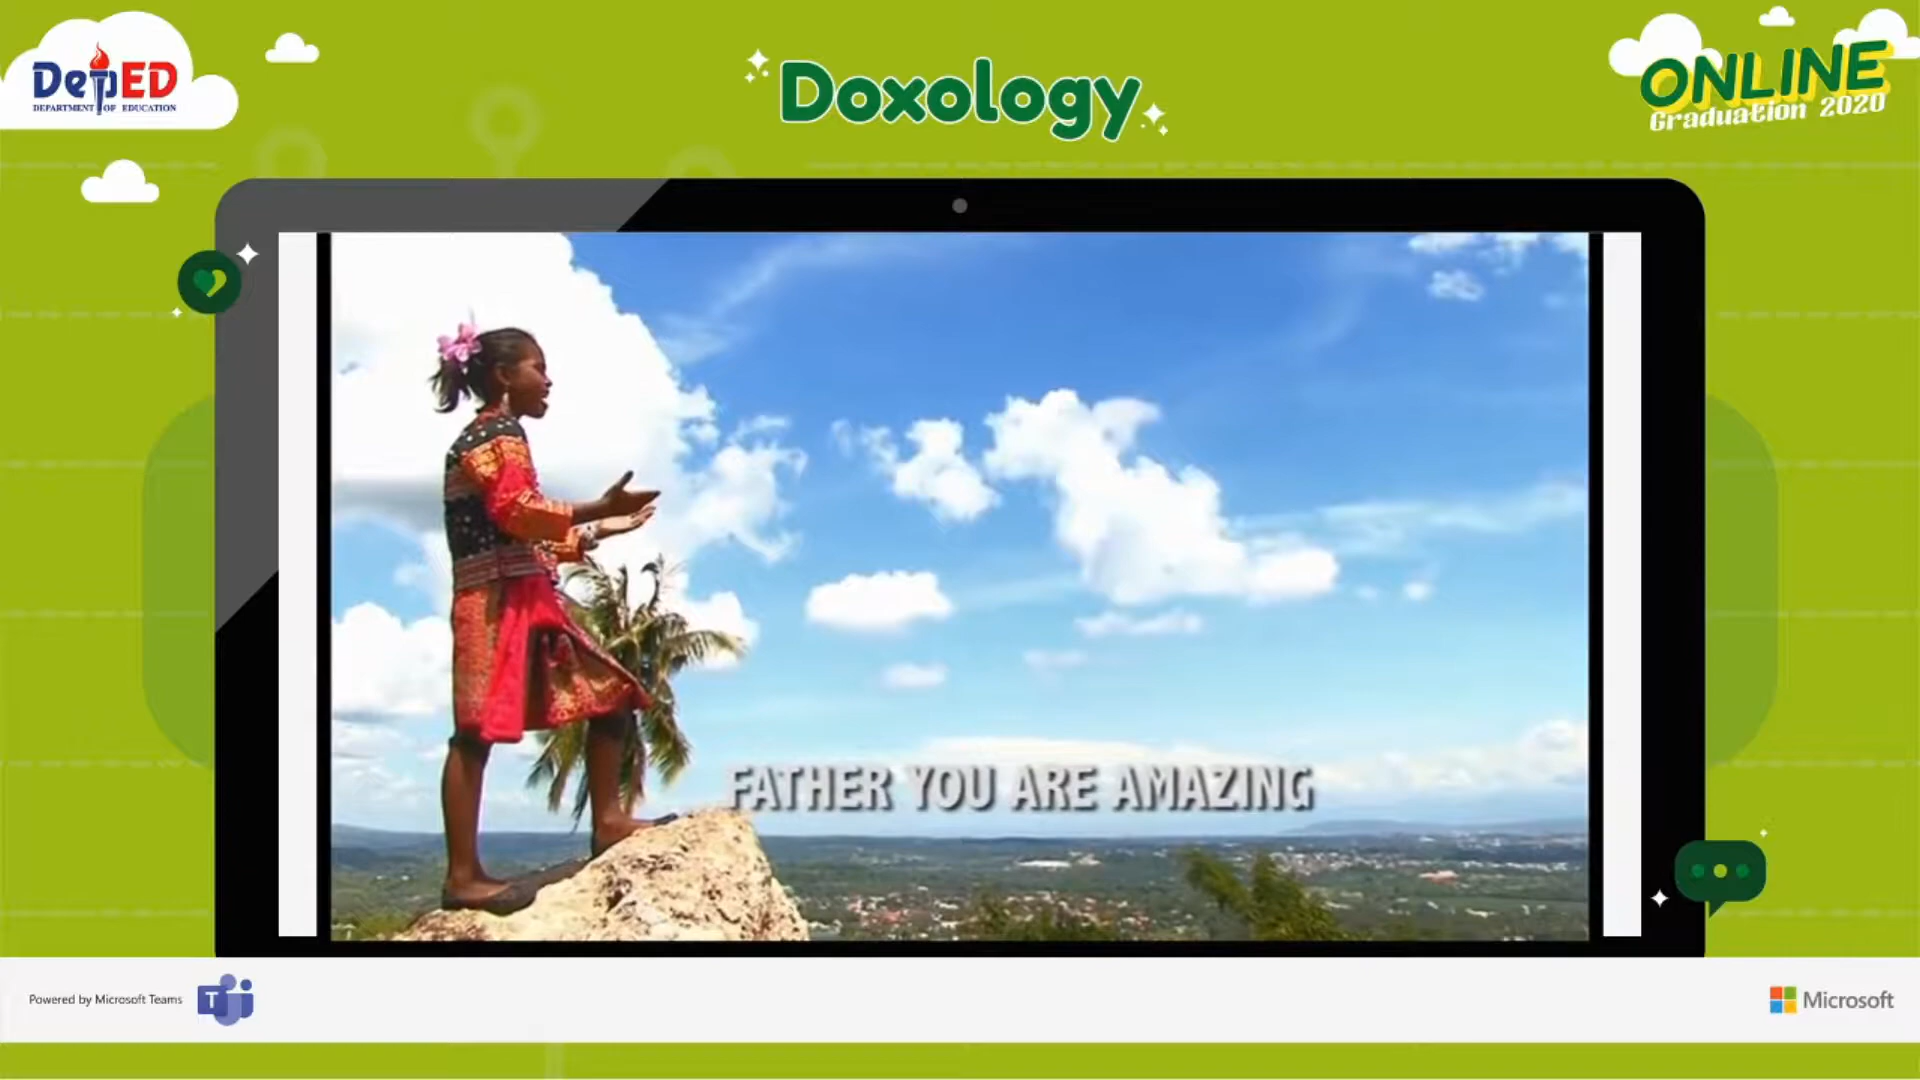 DepED
DEPARTMENT OF EDUCATION
Doxology
ONLINE
Graduation 2020
FATHER YOU ARE AMAZING
Powered by Microsoft Teams
T
Microsoft